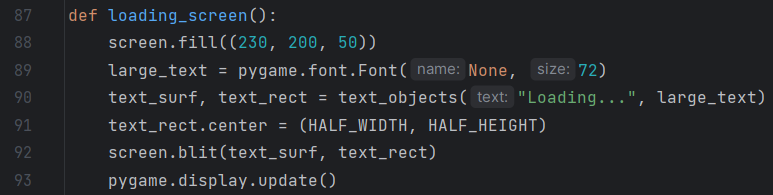 87 def loading_screen():
88     screen.fill((230, 200, 50))
89     large_text = pygame.font.Font( name: None, size: 72)
90     text_surf, text_rect = text_objects( text: "Loading...", large_text)
91     text_rect.center = (HALF_WIDTH, HALF_HEIGHT)
92     screen.blit(text_surf, text_rect)
93     pygame.display.update()